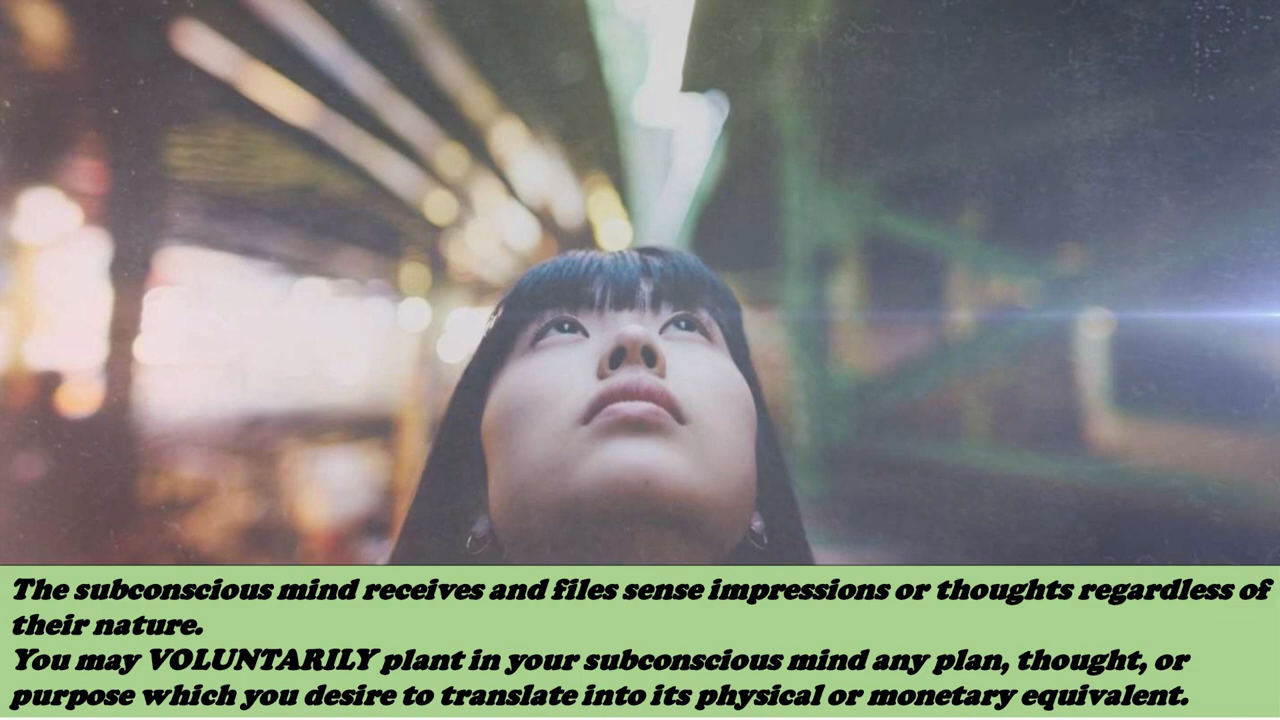 The subconscious mind receives and files sense impressions or thoughts regardless of
their nature.
You may VOLUNTARILY plant in your subconscious mind any plan, thought, or
purpose which you desire to translate into its physical or monetary equivalent.